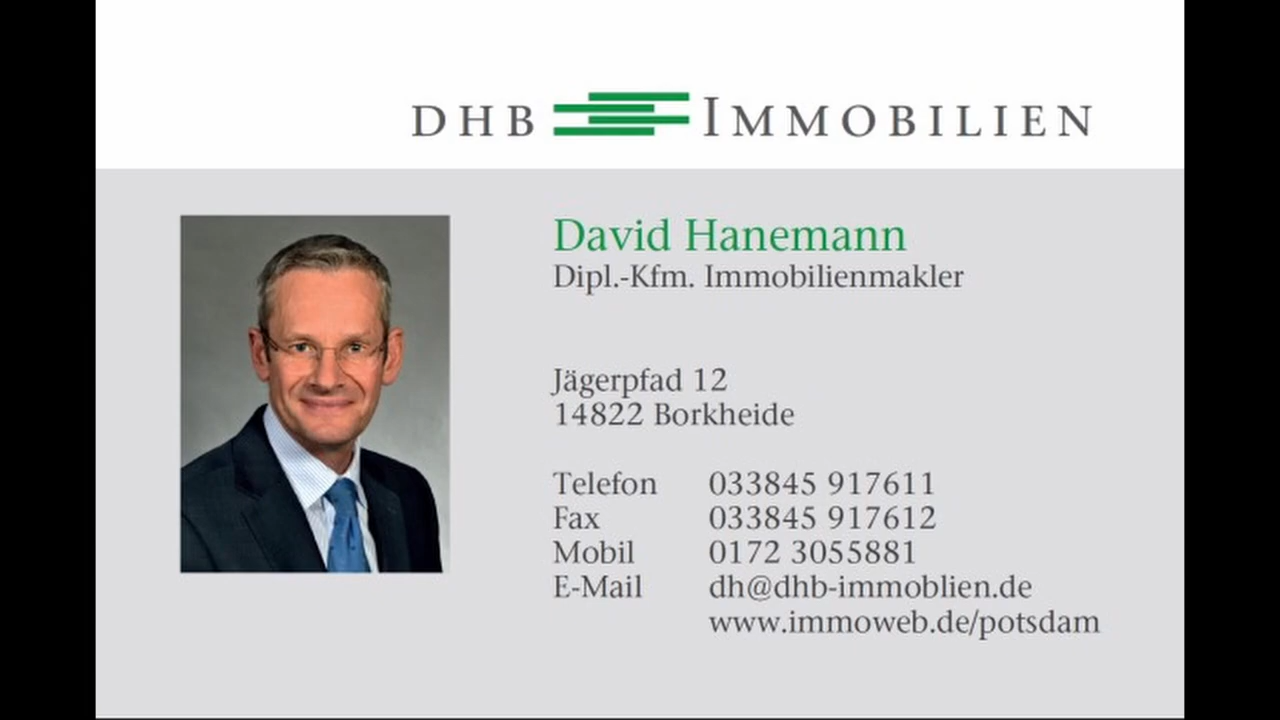 DHB IMMOBILIEN
David Hanemann
Dipl.-Kfm. Immobilienmakler
Jägerpfad 12
14822 Borkheide
Telefon 033845 917611
Fax 033845 917612
Mobil 0172 3055881
E-Mail dh@dhb-immoblien.de
www.immoweb.de/potsdam